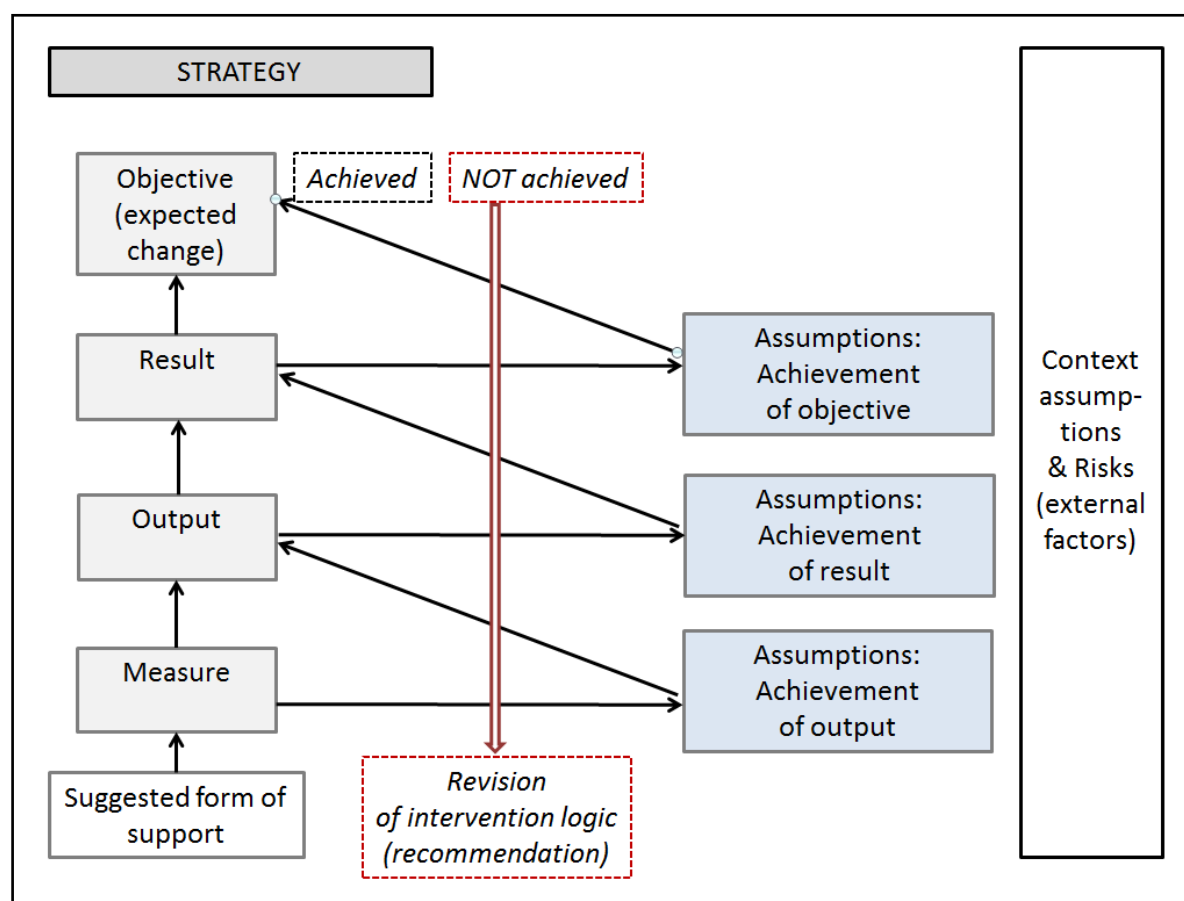 STRATEGY
Objective
(expected
change)
Achieved
NOT achieved
Result
Assumptions:
Achievement
of objective
Output
Assumptions:
Achievement
of result
Measure
Assumptions:
Achievement
of output
Suggested form of
support
Revision
of intervention logic
(recommendation)
Context
assump-
tions
& Risks
(external
factors)